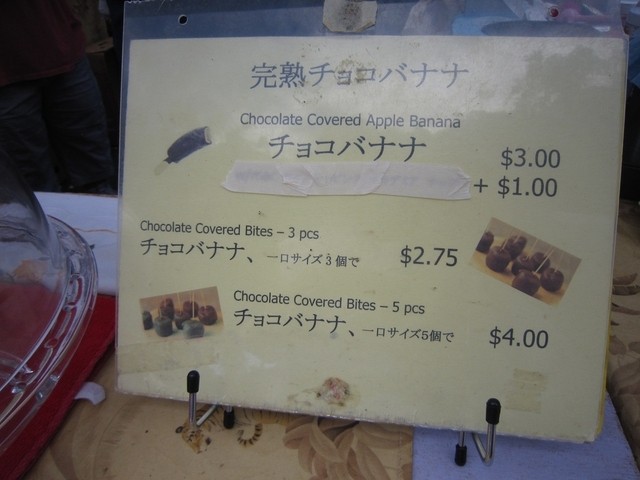 完熟チョコバナナ
Chocolate Covered Apple Banana
チョコバナナ $3.00
+ $1.00
Chocolate Covered Bites – 3 pcs
チョコバナナ、一口サイズ3個で $2.75
Chocolate Covered Bites – 5 pcs
チョコバナナ、一口サイズ5個で $4.00